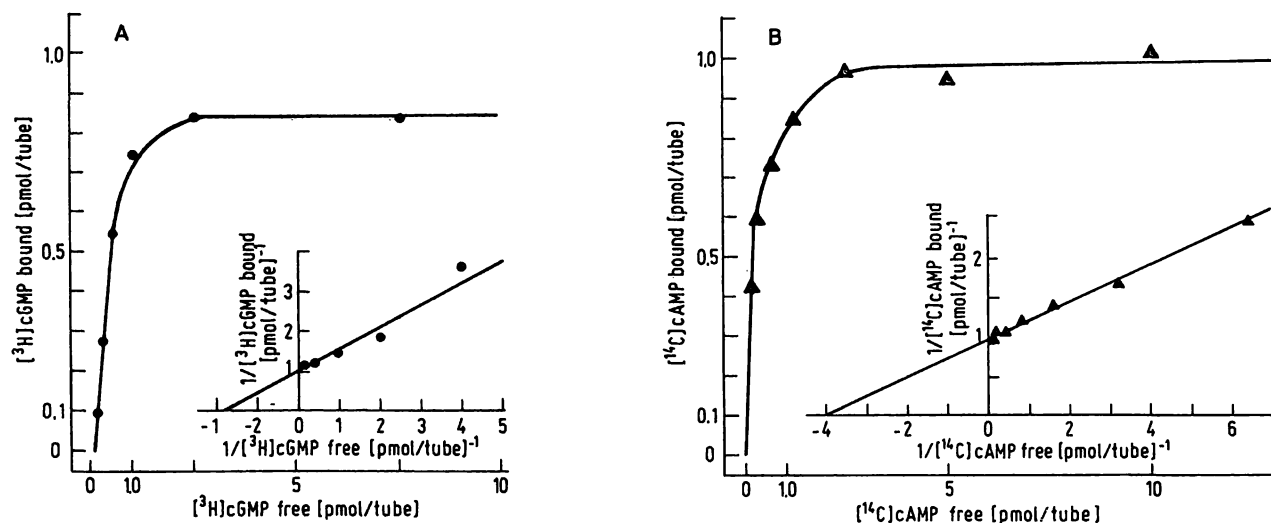 A
[³H]cGMP bound [pmol/tube]
1.0
0.5
0.1
0
0 1.0 5 10
[³H]cGMP free [pmol/tube]
1/[³H]cGMP bound
[pmol/tube]⁻¹
3
2
1
-1 -2 0 1 2 3 4 5
1/[³H]cGMP free [pmol/tube]⁻¹
B
[¹⁴C]cAMP bound [pmol/tube]
1.0
0.5
0.1
0
0 1.0 5 10
[¹⁴C]cAMP free [pmol/tube]
1/[¹⁴C]cAMP bound
[pmol/tube]⁻¹
2
1
-4 -2 0 2 4 6
1/[¹⁴C]cAMP free [pmol/tube]⁻¹